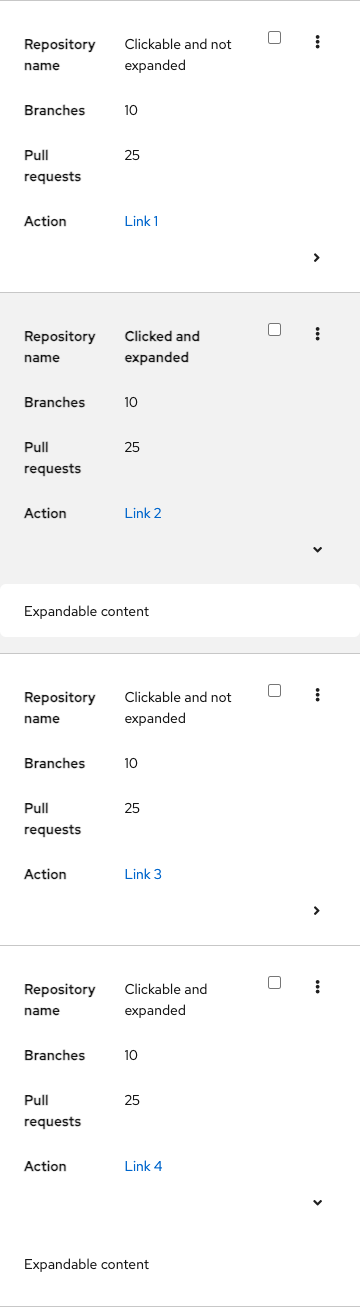 Repository Clickable and not
name expanded
Branches 10
Pull 25
requests
Action Link 1
Repository Clicked and
name expanded
Branches 10
Pull 25
requests
Action Link 2
Expandable content
Repository Clickable and not
name expanded
Branches 10
Pull 25
requests
Action Link 3
Repository Clickable and
name expanded
Branches 10
Pull 25
requests
Action Link 4
Expandable content